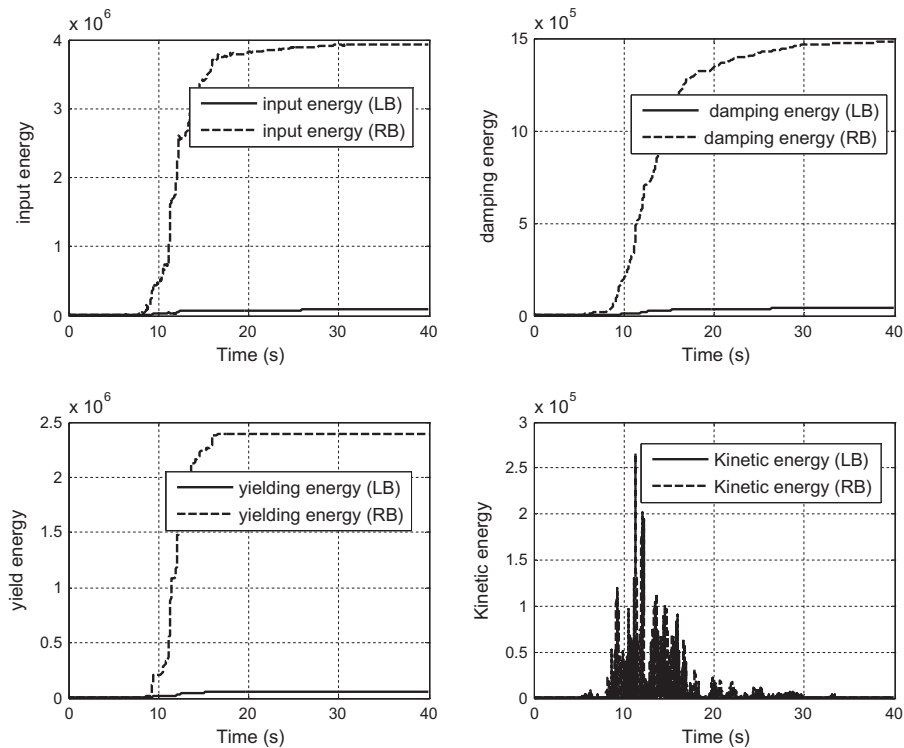 x 10^6
4
3
2
1
0
input energy
input energy (LB)
input energy (RB)
0 10 20 30 40
Time (s)
x 10^5
15
10
5
0
damping energy
damping energy (LB)
damping energy (RB)
0 10 20 30 40
Time (s)
x 10^6
2.5
2
1.5
1
0.5
0
yield energy
yielding energy (LB)
yielding energy (RB)
0 10 20 30 40
Time (s)
x 10^5
3
2.5
2
1.5
1
0.5
0
Kinetic energy
Kinetic energy (LB)
Kinetic energy (RB)
0 10 20 30 40
Time (s)